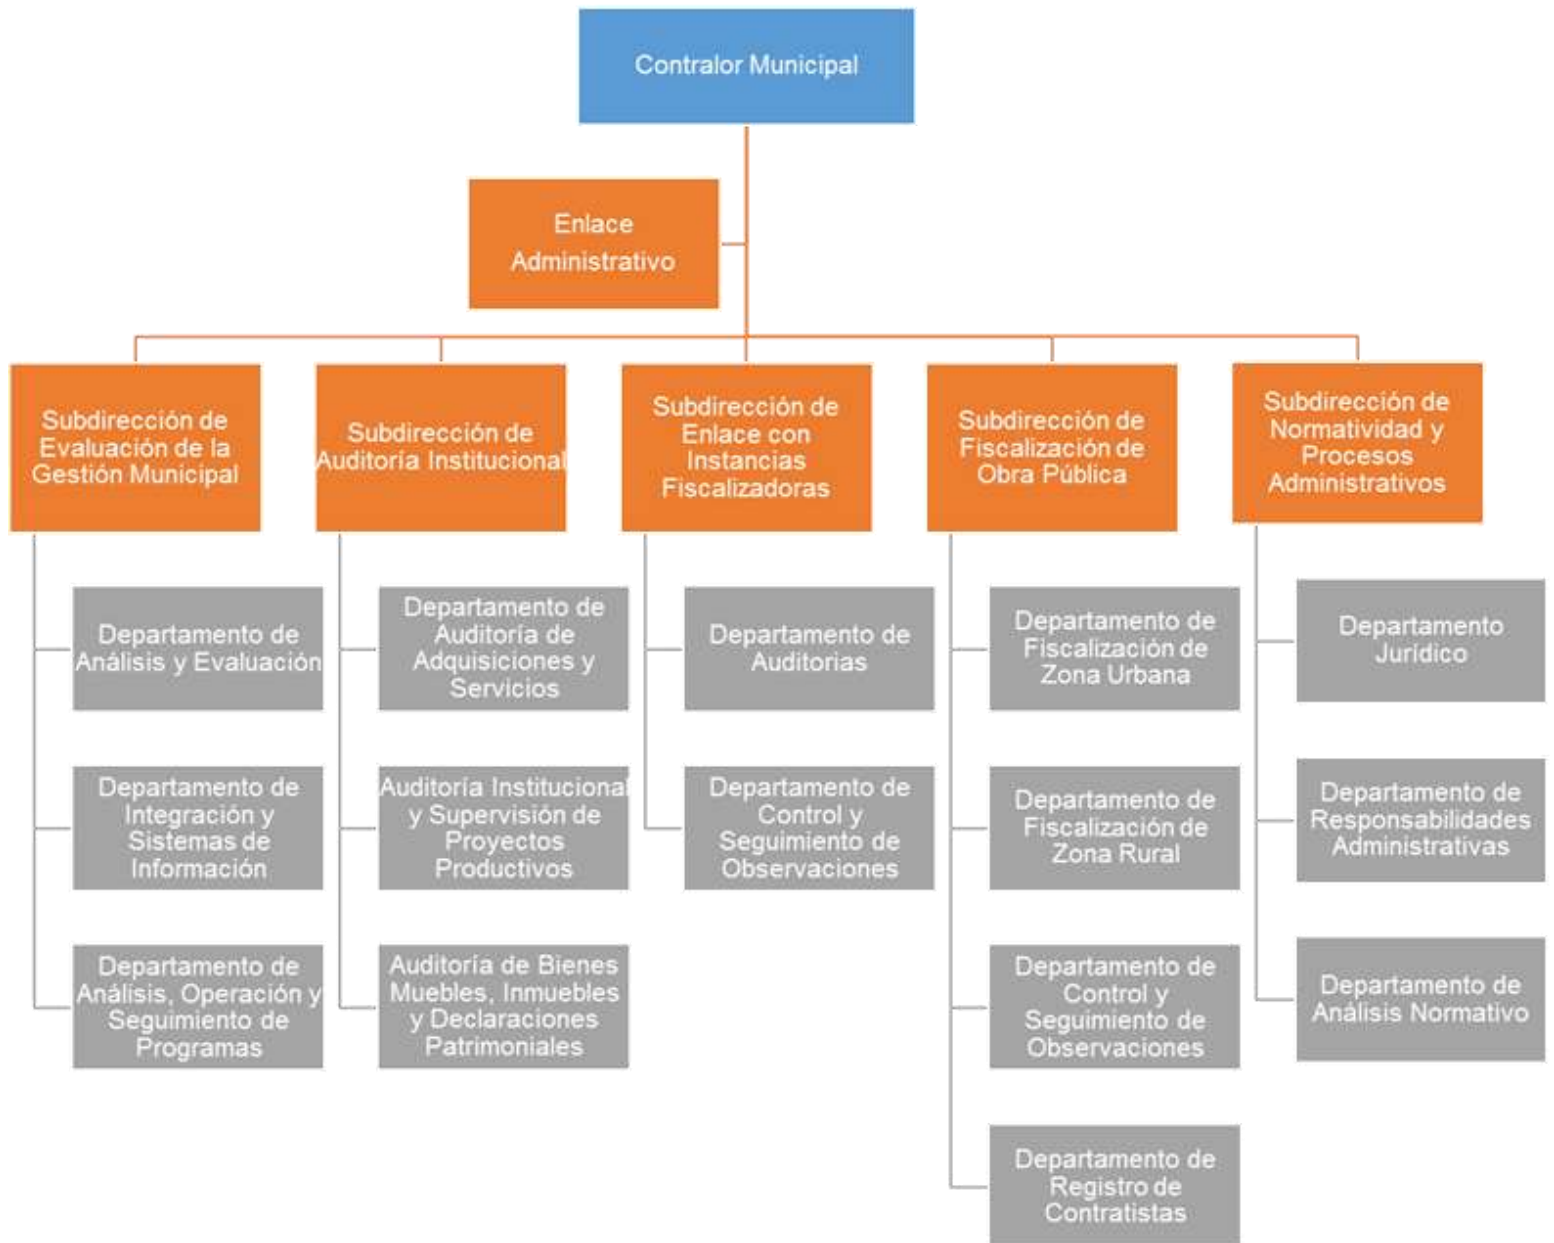 Contralor Municipal
Enlace
Administrativo
Subdirección de
Evaluación de la
Gestión Municipal
Subdirección de
Auditoría Institucional
Subdirección de
Enlace con
Instancias
Fiscalizadoras
Subdirección de
Fiscalización de
Obra Pública
Subdirección de
Normatividad y
Procesos
Administrativos
Departamento de
Análisis y Evaluación
Departamento de
Integración y
Sistemas de
Información
Departamento de
Análisis, Operación y
Seguimiento de
Programas
Departamento de
Auditoría de
Adquisiciones y
Servicios
Auditoría Institucional
y Supervisión de
Proyectos
Productivos
Auditoría de Bienes
Muebles, Inmuebles
y Declaraciones
Patrimoniales
Departamento de
Auditorias
Departamento de
Control y
Seguimiento de
Observaciones
Departamento de
Fiscalización de
Zona Urbana
Departamento de
Fiscalización de
Zona Rural
Departamento de
Control y
Seguimiento de
Observaciones
Departamento de
Registro de
Contratistas
Departamento
Jurídico
Departamento de
Responsabilidades
Administrativas
Departamento de
Análisis Normativo